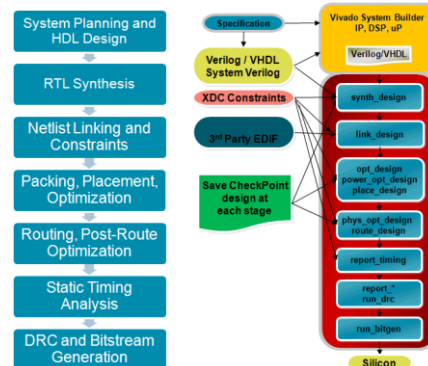 System Planning and
HDL Design
RTL Synthesis
Netlist Linking and
Constraints
Packing, Placement,
Optimization
Routing, Post-Route
Optimization
Static Timing
Analysis
DRC and Bitstream
Generation
Specification
Verilog / VHDL
System Verilog
XDC Constraints
3rd Party EDIF
Save CheckPoint
design at
each stage
Vivado System Builder
IP, DSP, uP
Verilog/VHDL
synth_design
link_design
opt_design
power_opt_design
place_design
phys_opt_design
route_design
report_timing
report_*
run_drc
run_bitgen
Silicon